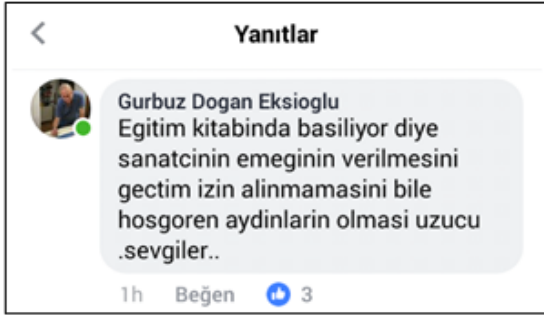 Yanıtlar
Gurbuz Dogan Eksioglu
Egitim kitabinda basiliyor diye
sanatcinin emeginin verilmesini
gectim izin alinmamasini bile
hosgoren aydinlarin olmasi uzucu
.sevgiler..
1h Beğen 3